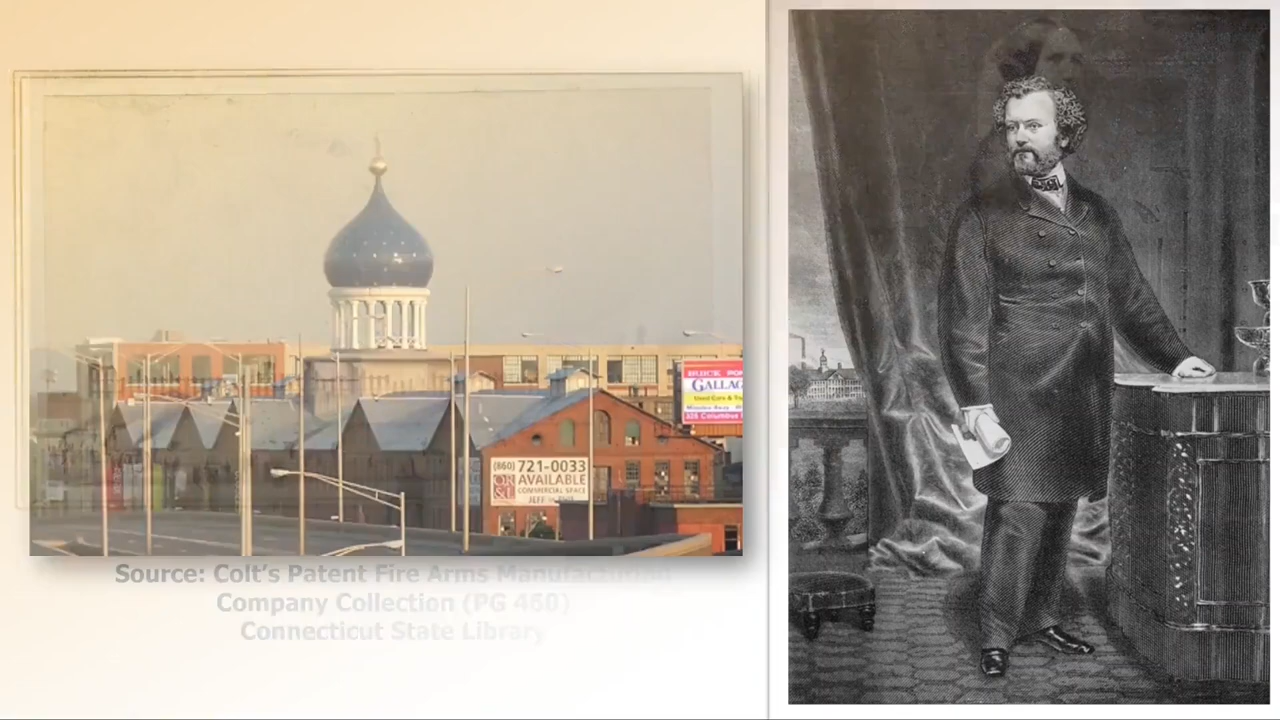 GALLAG
(860) 721-0033
AVAILABLE
COMMERCIAL SPACE
Source: Colt's Patent Fire Arms Manufacturing
Company Collection (PG 460)
Connecticut State Library